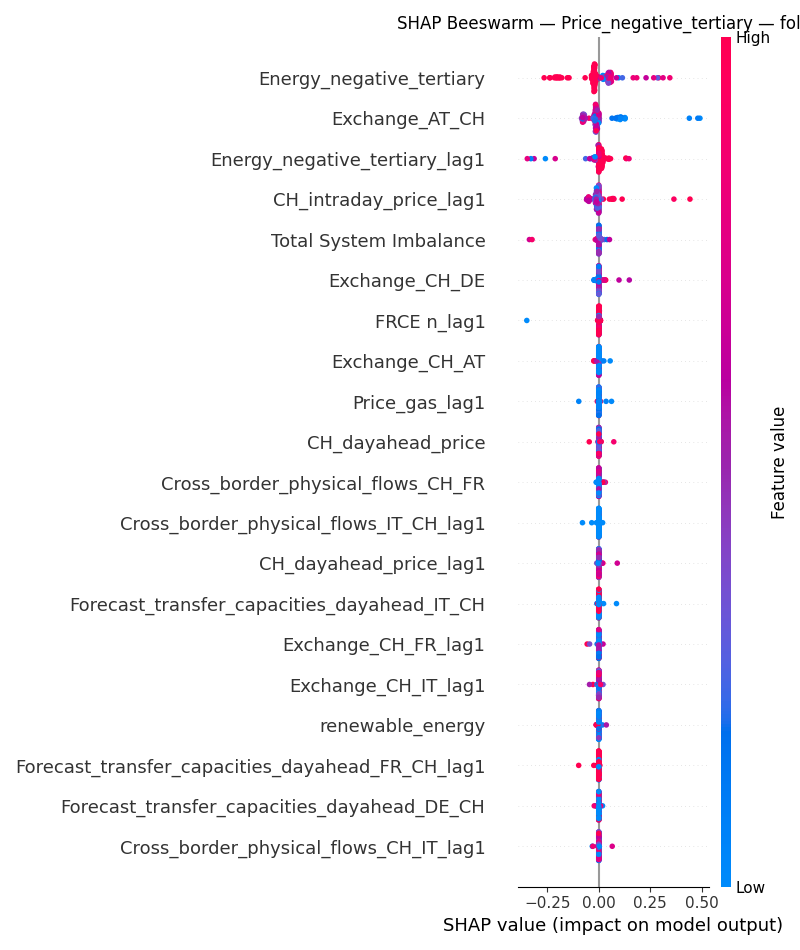 SHAP Beeswarm — Price_negative_tertiary — fol
High
Energy_negative_tertiary
Exchange_AT_CH
Energy_negative_tertiary_lag1
CH_intraday_price_lag1
Total System Imbalance
Exchange_CH_DE
FRCE n_lag1
Exchange_CH_AT
Price_gas_lag1
CH_dayahead_price
Cross_border_physical_flows_CH_FR
Cross_border_physical_flows_IT_CH_lag1
CH_dayahead_price_lag1
Forecast_transfer_capacities_dayahead_IT_CH
Exchange_CH_FR_lag1
Exchange_CH_IT_lag1
renewable_energy
Forecast_transfer_capacities_dayahead_FR_CH_lag1
Forecast_transfer_capacities_dayahead_DE_CH
Cross_border_physical_flows_CH_IT_lag1
Feature value
Low
−0.25 0.00 0.25 0.50
SHAP value (impact on model output)